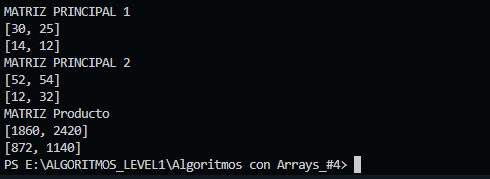 MATRIZ PRINCIPAL 1
[30, 25]
[14, 12]
MATRIZ PRINCIPAL 2
[52, 54]
[12, 32]
MATRIZ Producto
[1860, 2420]
[872, 1140]
PS E:\ALGORITMOS_LEVEL1\Algoritmos con Arrays_#4>